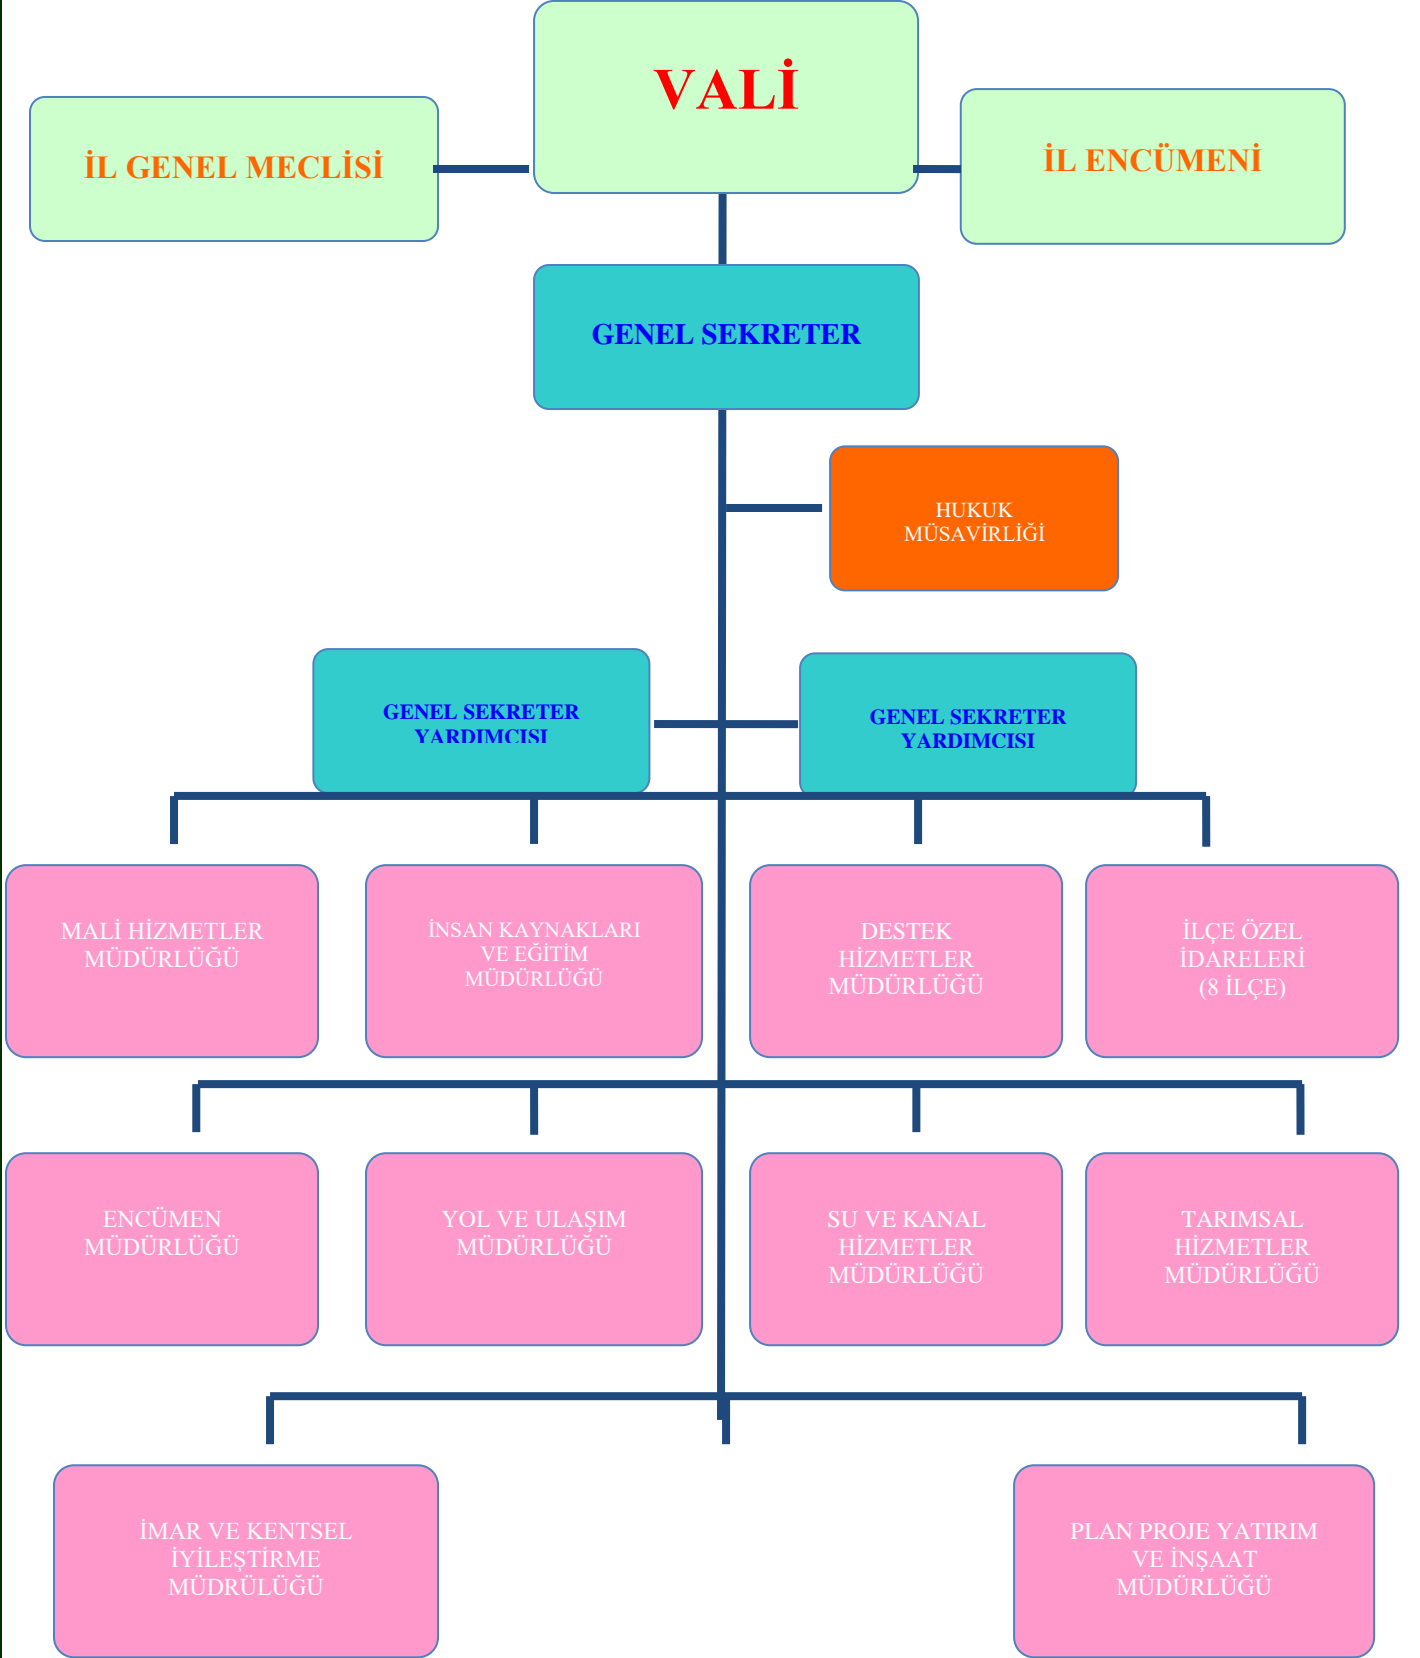 VALİ
İL GENEL MECLİSİ
İL ENCÜMENİ
GENEL SEKRETER
HUKUK
MÜSAVİRLİĞİ
GENEL SEKRETER
YARDIMCISI
GENEL SEKRETER
YARDIMCISI
MALİ HİZMETLER
MÜDÜRLÜĞÜ
İNSAN KAYNAKLARI
VE EĞİTİM
MÜDÜRLÜĞÜ
DESTEK
HİZMETLER
MÜDÜRLÜĞÜ
İLÇE ÖZEL
İDARELERİ
(8 İLÇE)
ENCÜMEN
MÜDÜRLÜĞÜ
YOL VE ULAŞIM
MÜDÜRLÜĞÜ
SU VE KANAL
HİZMETLER
MÜDÜRLÜĞÜ
TARIMSAL
HİZMETLER
MÜDÜRLÜĞÜ
İMAR VE KENTSEL
İYİLEŞTİRME
MÜDRÜLÜĞÜ
PLAN PROJE YATIRIM
VE İNŞAAT
MÜDÜRLÜĞÜ